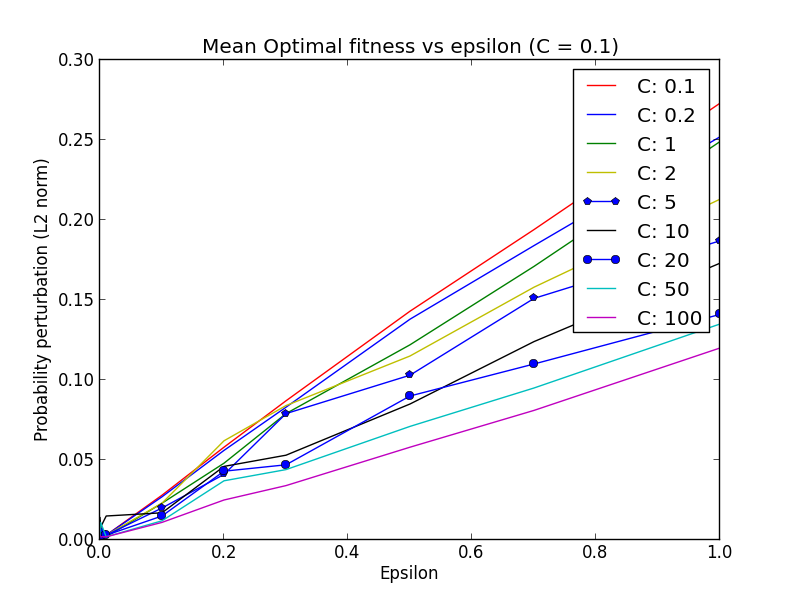 Mean Optimal fitness vs epsilon (C = 0.1)
Probability perturbation (L2 norm)
0.30
0.25
0.20
0.15
0.10
0.05
0.00
C: 0.1
C: 0.2
C: 1
C: 2
C: 5
C: 10
C: 20
C: 50
C: 100
0.0 0.2 0.4 0.6 0.8 1.0
Epsilon